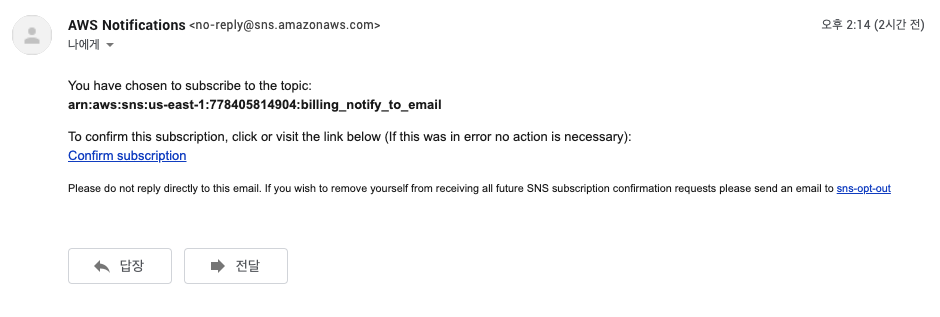 AWS Notifications <no-reply@sns.amazonaws.com> 오후 2:14 (2시간 전)
나에게
You have chosen to subscribe to the topic:
arn:aws:sns:us-east-1:778405814904:billing_notify_to_email
To confirm this subscription, click or visit the link below (If this was in error no action is necessary):
Confirm subscription
Please do not reply directly to this email. If you wish to remove yourself from receiving all future SNS subscription confirmation requests please send an email to sns-opt-out
답장 전달